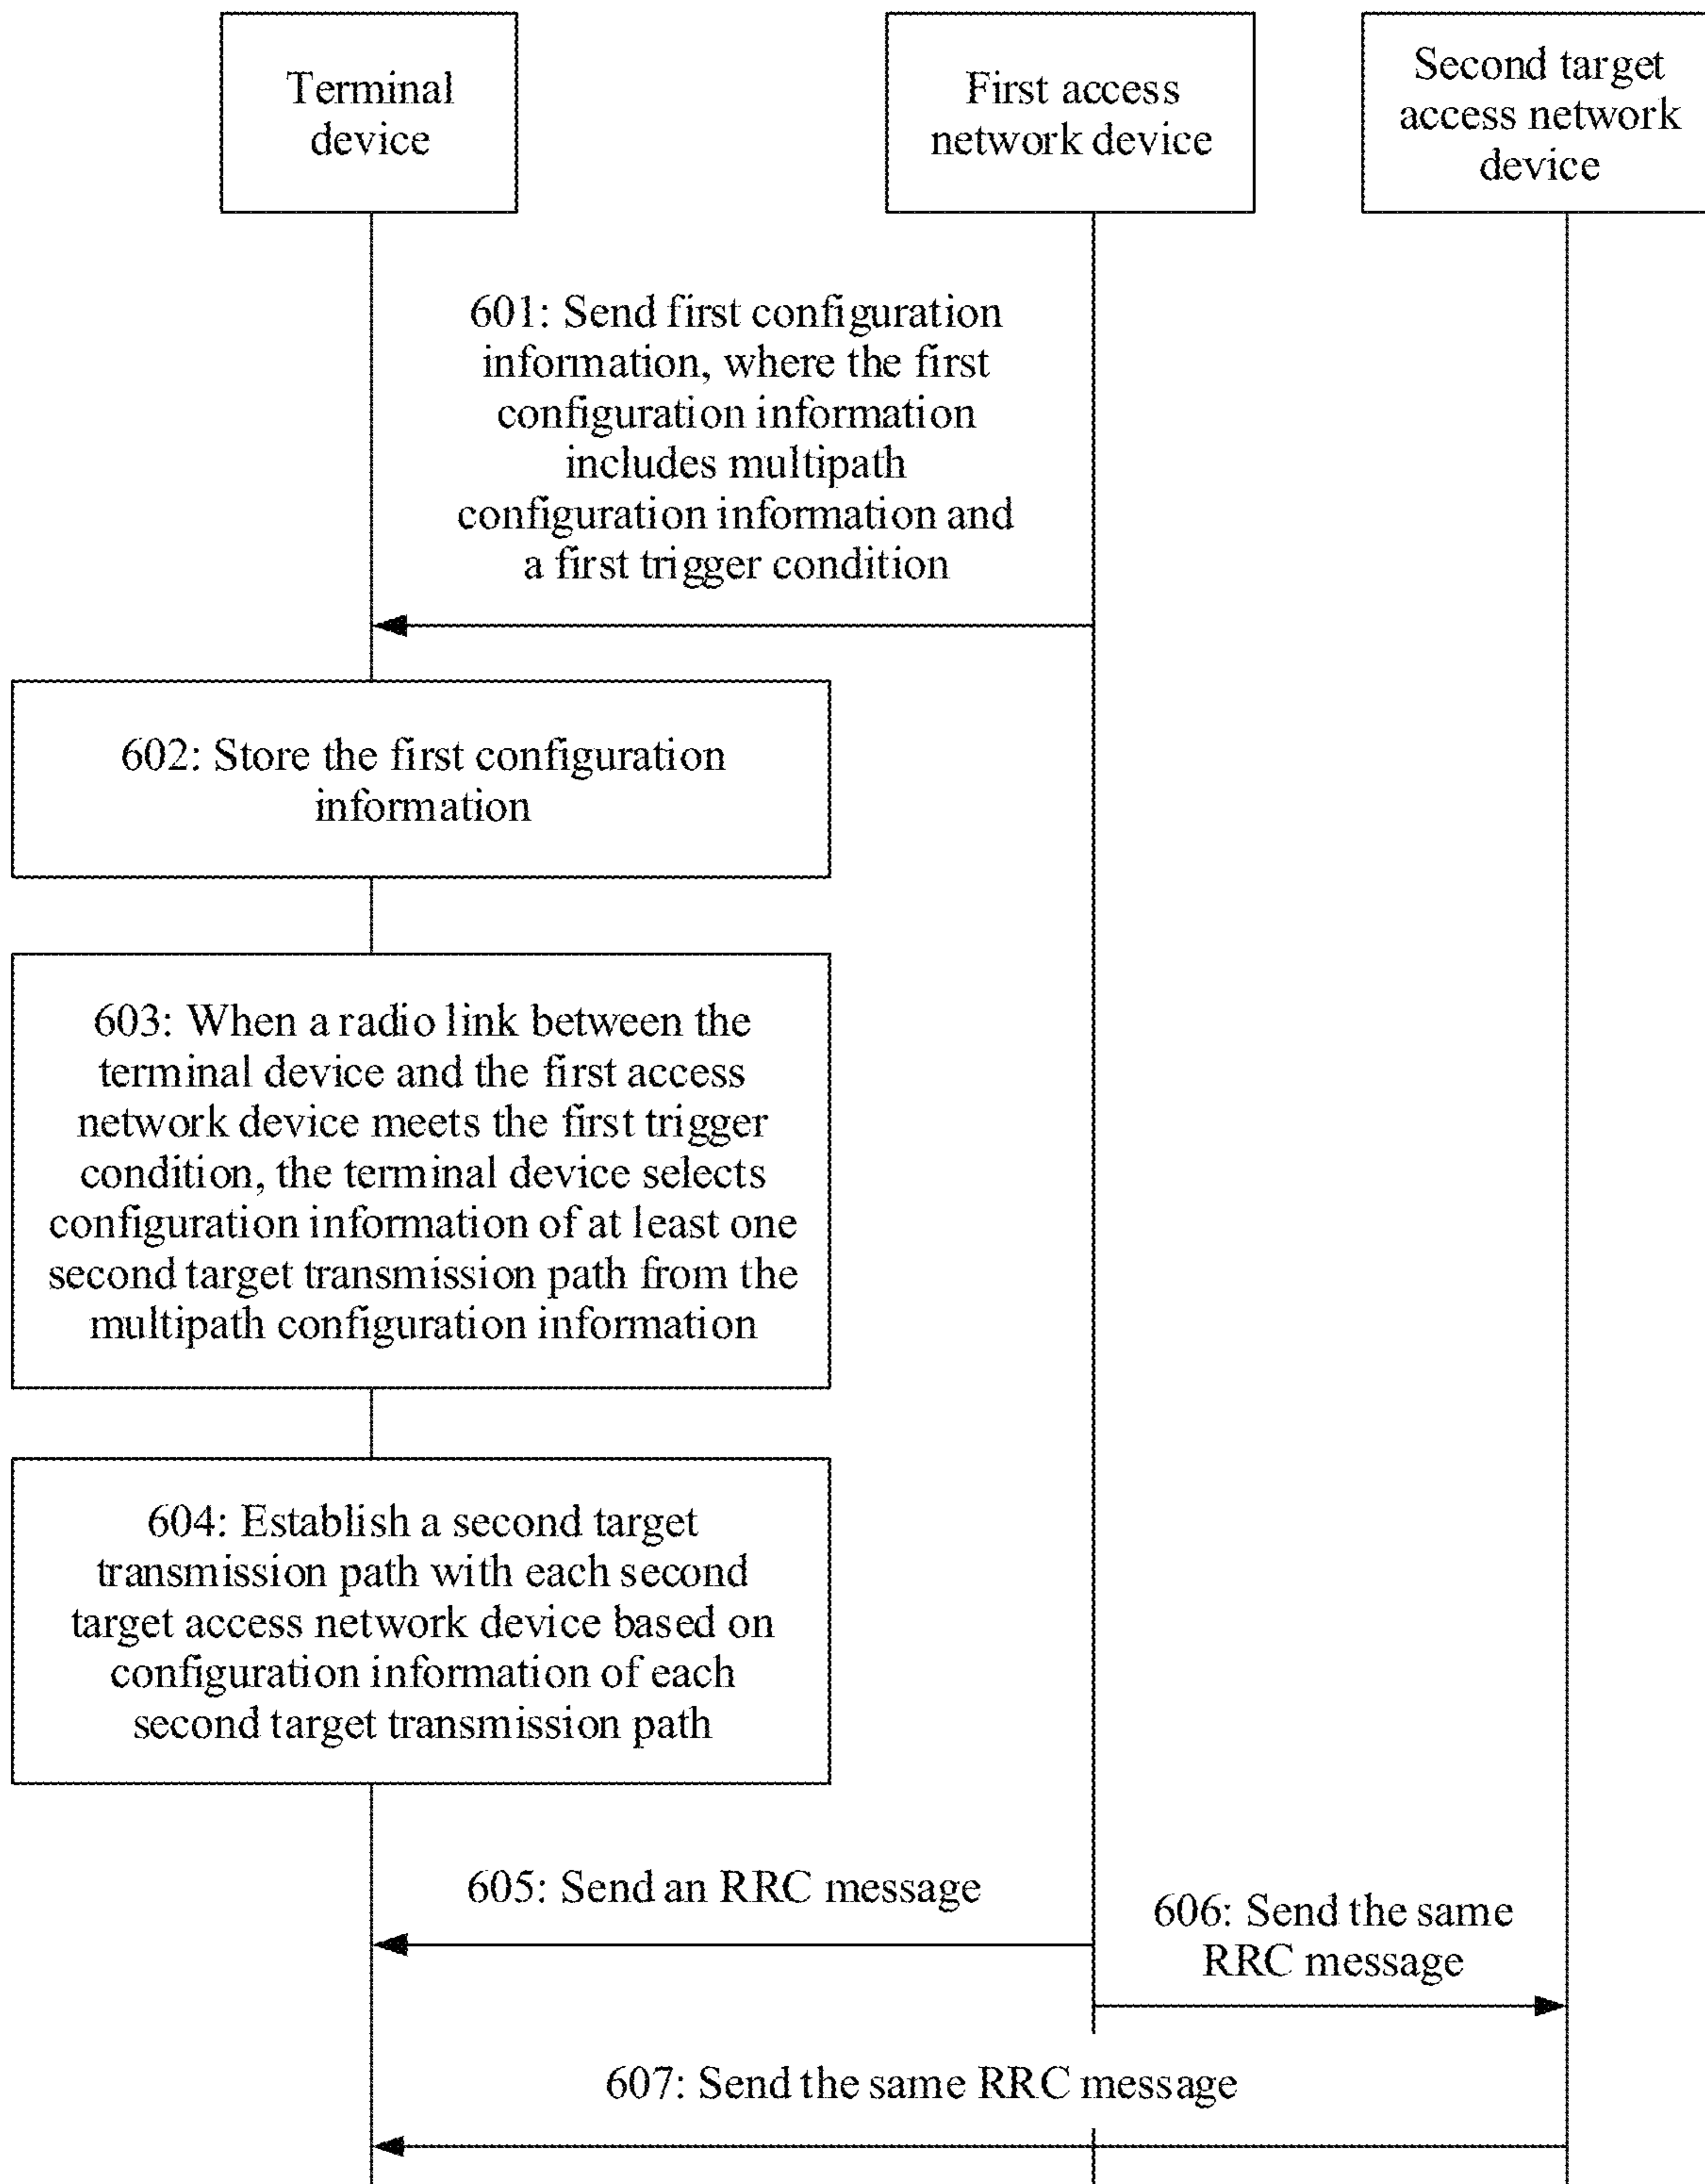 Terminal
device
First access
network device
Second target
access network
device
601: Send first configuration
information, where the first
configuration information
includes multipath
configuration information and
a first trigger condition
602: Store the first configuration
information
603: When a radio link between the
terminal device and the first access
network device meets the first trigger
condition, the terminal device selects
configuration information of at least one
second target transmission path from the
multipath configuration information
604: Establish a second target
transmission path with each second
target access network device based on
configuration information of each
second target transmission path
605: Send an RRC message
606: Send the same
RRC message
607: Send the same RRC message